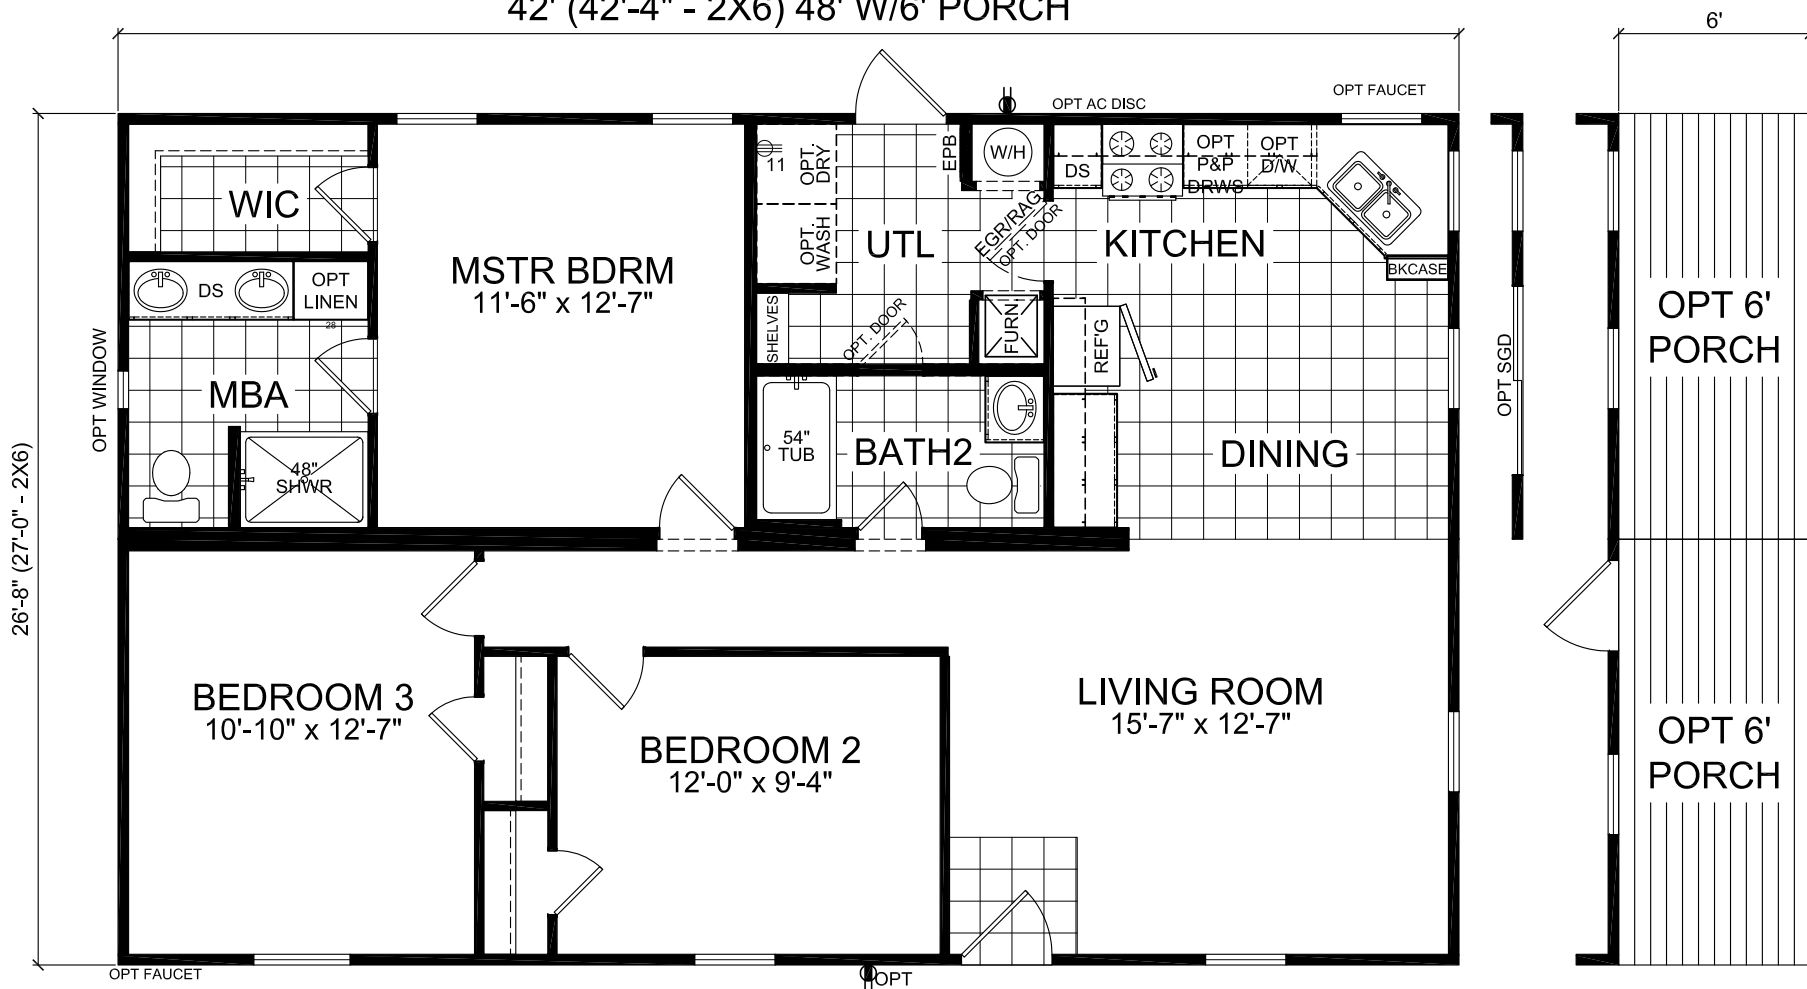 42' (42'-4" - 2X6) 48' W/6' PORCH
6'
OPT AC DISC
OPT FAUCET
WIC
DS
OPT
LINEN
28
OPT WINDOW
MBA
48"
SHWR
26'-8" (27'-0" - 2X6)
MSTR BDRM
11'-6" x 12'-7"
11
OPT.
DRY
OPT.
WASH
SHELVES
EPB
W/H
UTL
EGR/RAG
OPT. DOOR
OPT. DOOR
FURN
54"
TUB
BATH2
DS
OPT
P&P
DRWS
OPT
D/W
KITCHEN
BKCASE
REF'G
DINING
OPT SGD
OPT 6'
PORCH
BEDROOM 3
10'-10" x 12'-7"
BEDROOM 2
12'-0" x 9'-4"
LIVING ROOM
15'-7" x 12'-7"
OPT 6'
PORCH
OPT FAUCET
OPT